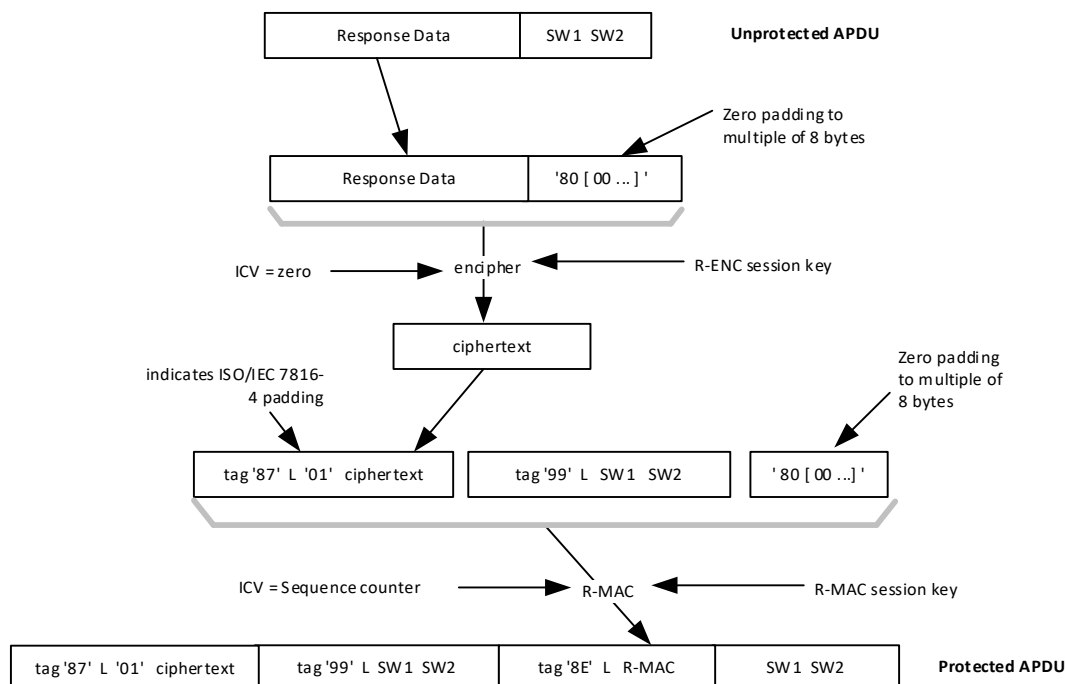 Response Data
SW1 SW2
Unprotected APDU
Zero padding to
multiple of 8 bytes
Response Data
'80 [ 00 ... ] '
ICV = zero
encipher
R-ENC session key
ciphertext
indicates ISO/IEC 7816-
4 padding
Zero padding
to multiple of
8 bytes
tag '87' L '01' ciphertext
tag '99' L SW1 SW2
' 80 [ 00 ...] '
ICV = Sequence counter
R-MAC
R-MAC session key
tag '87' L '01' ciphertext
tag '99' L SW1 SW2
tag '8E' L R-MAC
SW1 SW2
Protected APDU